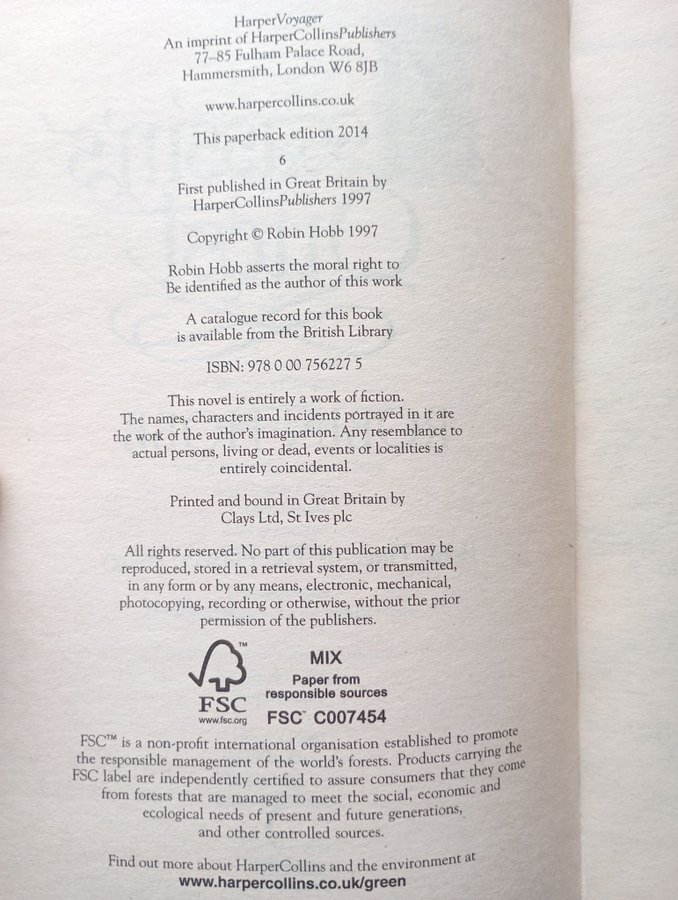 HarperVoyager
An imprint of HarperCollinsPublishers
77–85 Fulham Palace Road,
Hammersmith, London W6 8JB
www.harpercollins.co.uk
This paperback edition 2014
6
First published in Great Britain by
HarperCollinsPublishers 1997
Copyright © Robin Hobb 1997
Robin Hobb asserts the moral right to
Be identified as the author of this work
A catalogue record for this book
is available from the British Library
ISBN: 978 0 00 756227 5
This novel is entirely a work of fiction.
The names, characters and incidents portrayed in it are
the work of the author's imagination. Any resemblance to
actual persons, living or dead, events or localities is
entirely coincidental.
Printed and bound in Great Britain by
Clays Ltd, St Ives plc
All rights reserved. No part of this publication may be
reproduced, stored in a retrieval system, or transmitted,
in any form or by any means, electronic, mechanical,
photocopying, recording or otherwise, without the prior
permission of the publishers.
™
FSC
www.fsc.org
MIX
Paper from
responsible sources
FSC™ C007454
FSC™ is a non-profit international organisation established to promote
the responsible management of the world's forests. Products carrying the
FSC label are independently certified to assure consumers that they come
from forests that are managed to meet the social, economic and
ecological needs of present and future generations,
and other controlled sources.
Find out more about HarperCollins and the environment at
www.harpercollins.co.uk/green